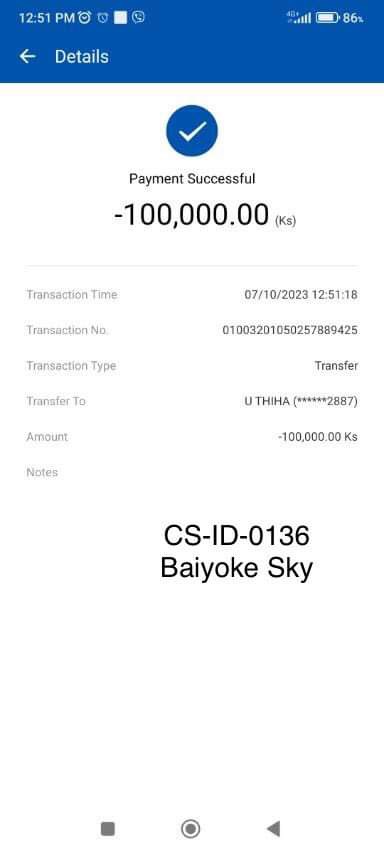 12:51 PM 4G+ 86%
Details
Payment Successful
-100,000.00 (Ks)
Transaction Time 07/10/2023 12:51:18
Transaction No. 01003201050257889425
Transaction Type Transfer
Transfer To U THIHA (******2887)
Amount -100,000.00 Ks
Notes
CS-ID-0136
Baiyoke Sky